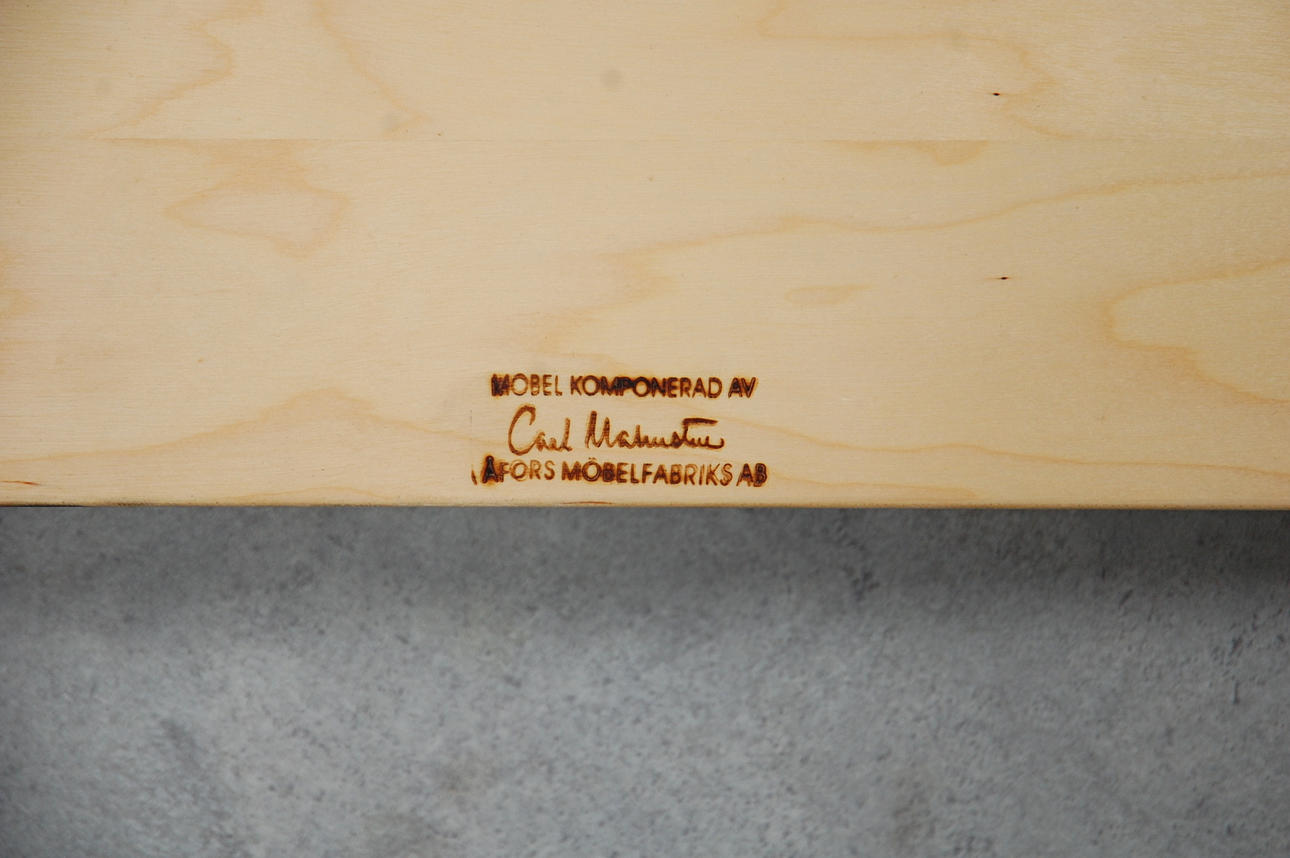 MÖBEL KOMPONERAD AV
Carl Malmsten
ÅFORS MÖBELFABRIKS AB